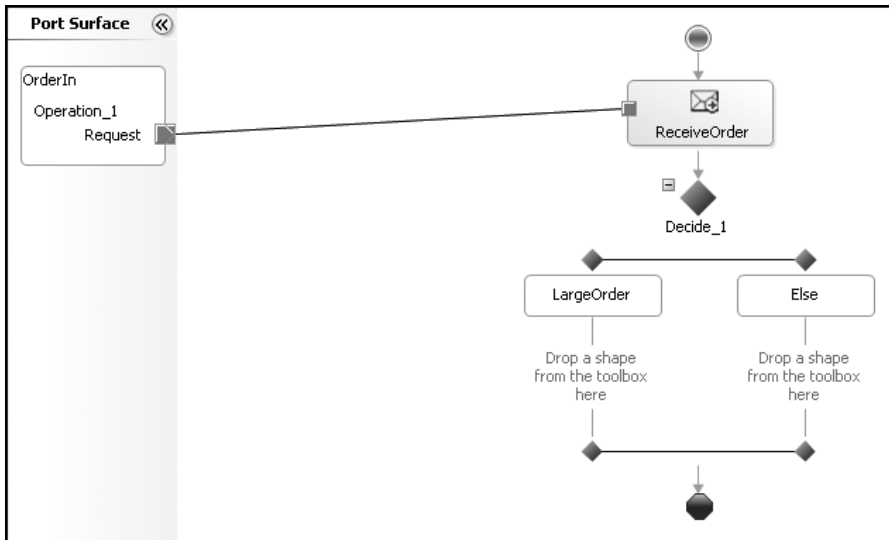 Port Surface
OrderIn
Operation_1
Request
ReceiveOrder
Decide_1
LargeOrder
Else
Drop a shape
from the toolbox
here
Drop a shape
from the toolbox
here